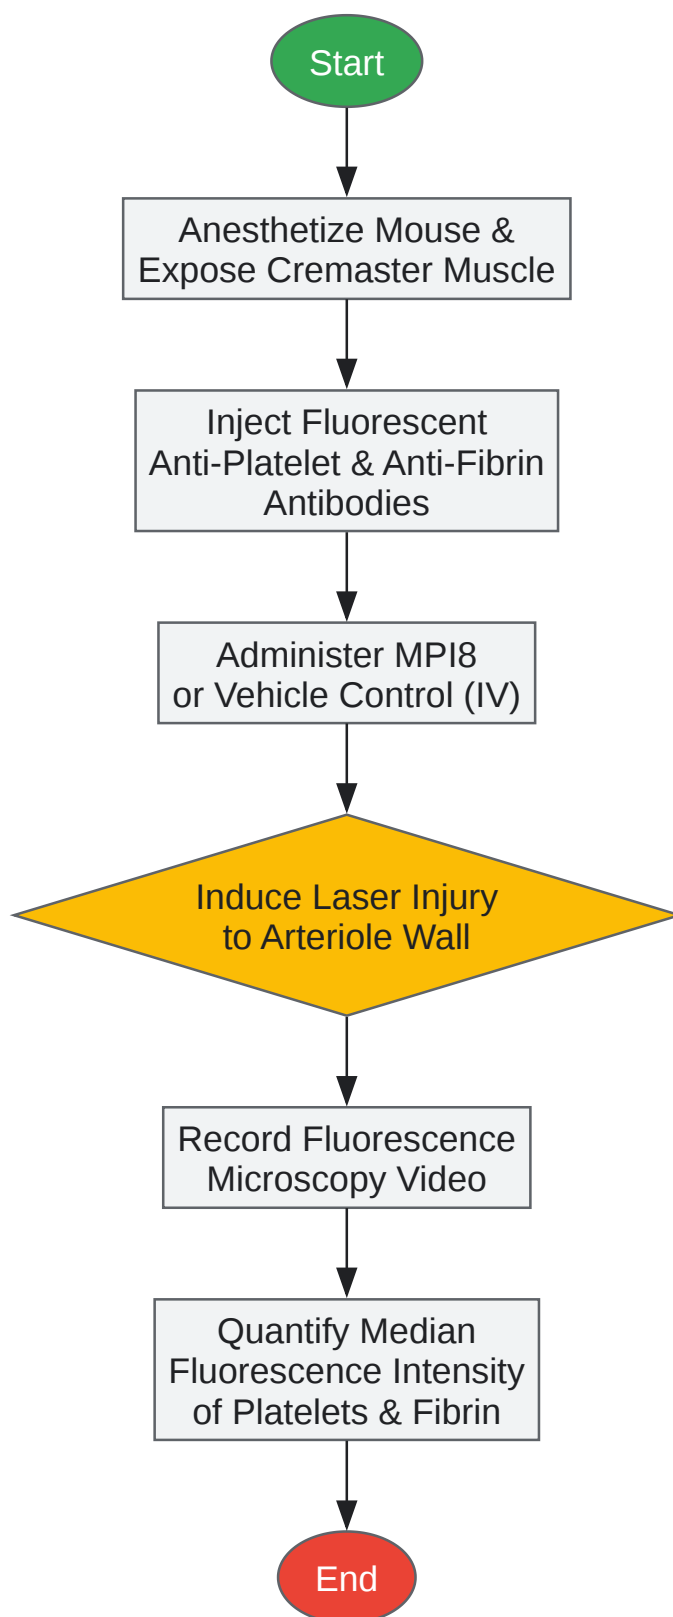 Start
Anesthetize Mouse &
Expose Cremaster Muscle
Inject Fluorescent
Anti-Platelet & Anti-Fibrin
Antibodies
Administer MPI8
or Vehicle Control (IV)
Induce Laser Injury
to Arteriole Wall
Record Fluorescence
Microscopy Video
Quantify Median
Fluorescence Intensity
of Platelets & Fibrin
End